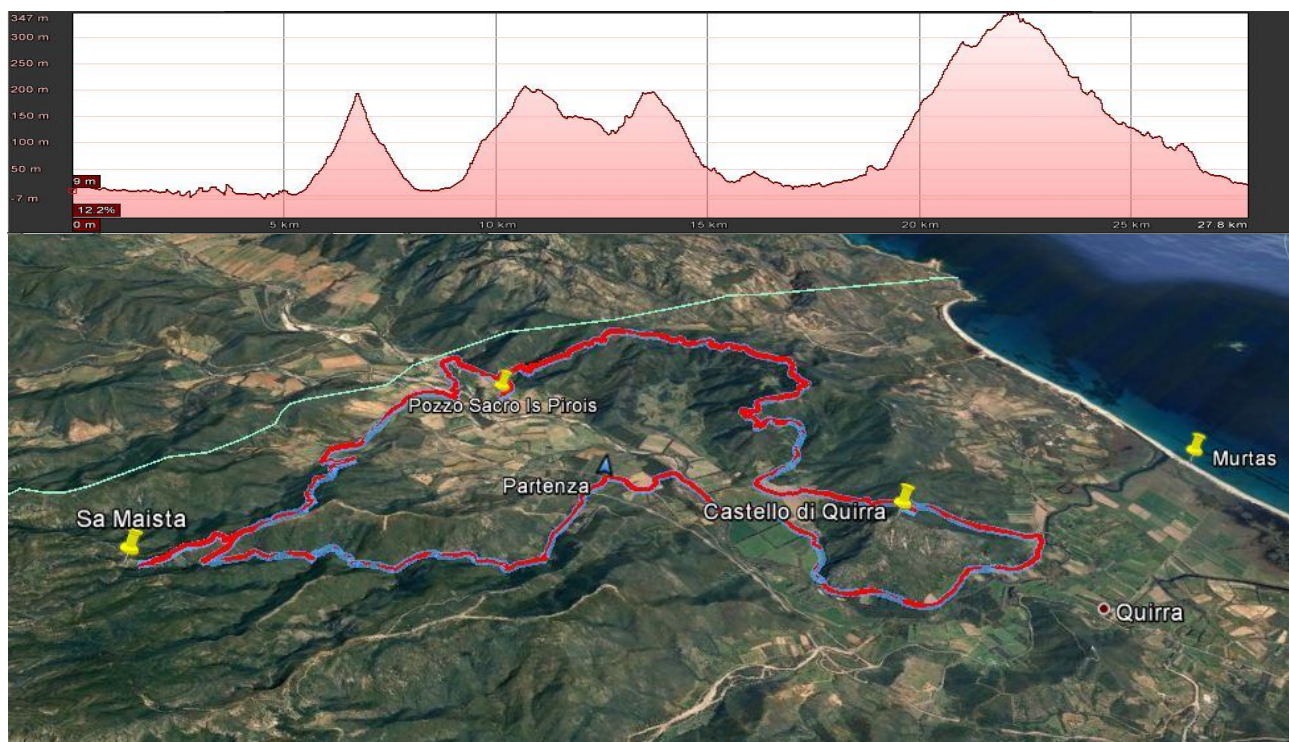 347 m
300 m
250 m
200 m
150 m
100 m
50 m
-7 m
9 m
12.2%
0 m 5 km 10 km 15 km 20 km 25 km 27.8 km
Pozzo Sacro Is Pirois
Murtas
Partenza
Castello di Quirra
Sa Maista
Quirra